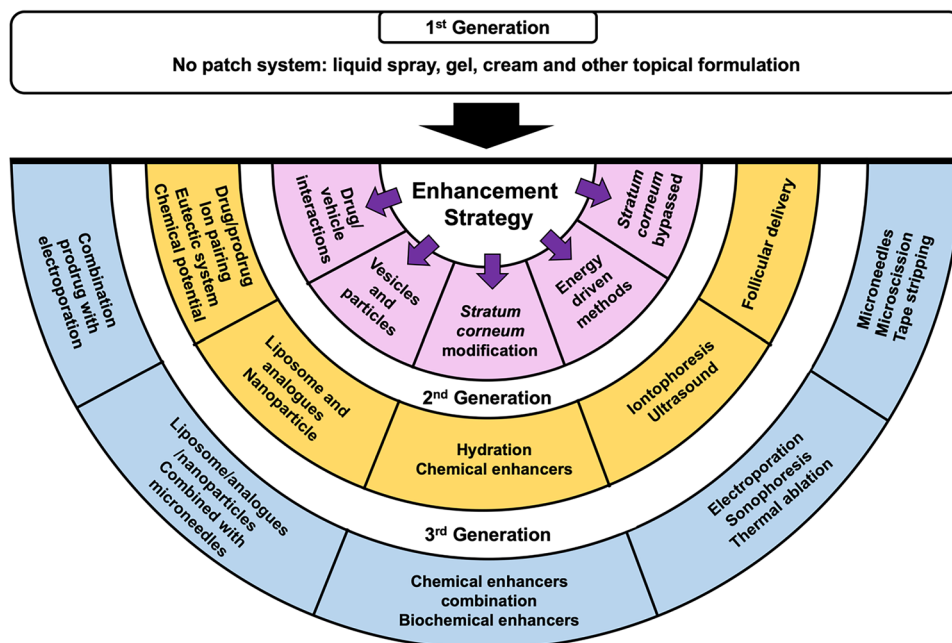 1st Generation
No patch system: liquid spray, gel, cream and other topical formulation
Enhancement
Strategy
Drug/
vehicle
interactions
Vesicles
and
particles
Stratum
corneum
modification
Energy
driven
methods
Stratum
corneum
bypassed
2nd Generation
Drug/prodrug
Ion pairing
Eutectic system
Chemical potential
Liposome and
analogues
Nanoparticle
Hydration
Chemical enhancers
Iontophoresis
Ultrasound
Follicular delivery
3rd Generation
Combination
prodrug with
electroporation
Liposome/analogues
/nanoparticles
Combined with
microneedles
Chemical enhancers
combination
Biochemical enhancers
Electroporation
Sonophoresis
Thermal ablation
Microneedles
Microscission
Tape stripping